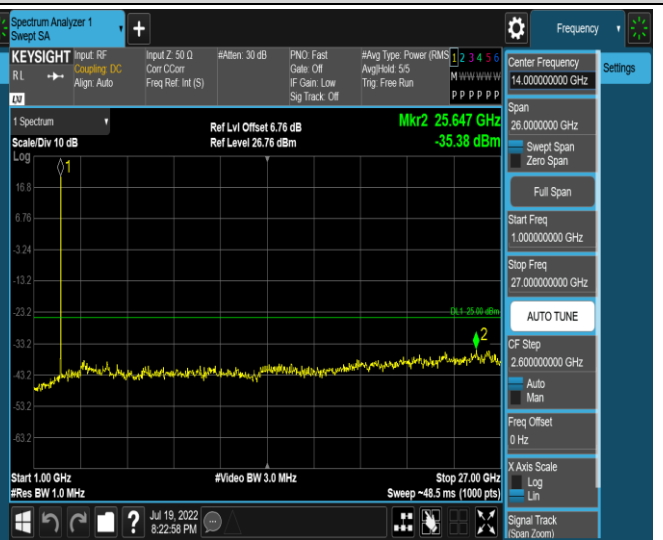 Spectrum Analyzer 1
Swept SA
+
Frequency
KEYSIGHT
RL
LXI
Input: RF
Coupling: DC
Align: Auto
Input Z: 50 Ω
Corr CCorr
Freq Ref: Int (S)
#Atten: 30 dB
PNO: Fast
Gate: Off
IF Gain: Low
Sig Track: Off
#Avg Type: Power (RMS
Avg|Hold: 5/5
Trig: Free Run
1 2 3 4 5 6
M W W W W W
P P P P P P
Center Frequency
14.000000000 GHz
Settings
Span
26.0000000 GHz
Swept Span
Zero Span
Full Span
Start Freq
1.000000000 GHz
Stop Freq
27.000000000 GHz
AUTO TUNE
CF Step
2.600000000 GHz
Auto
Man
Freq Offset
0 Hz
X Axis Scale
Log
Lin
Signal Track
(Span Zoom)
1 Spectrum
Scale/Div 10 dB
Log
Ref Lvl Offset 6.76 dB
Ref Level 26.76 dBm
Mkr2 25.647 GHz
-35.38 dBm
1
16.8
6.76
-3.24
-13.2
-23.2
DL1 -25.00 dBm
2
-33.2
-43.2
-53.2
-63.2
Start 1.00 GHz
#Res BW 1.0 MHz
#Video BW 3.0 MHz
Stop 27.00 GHz
Sweep ~48.5 ms (1000 pts)
?
Jul 19, 2022
8:22:58 PM